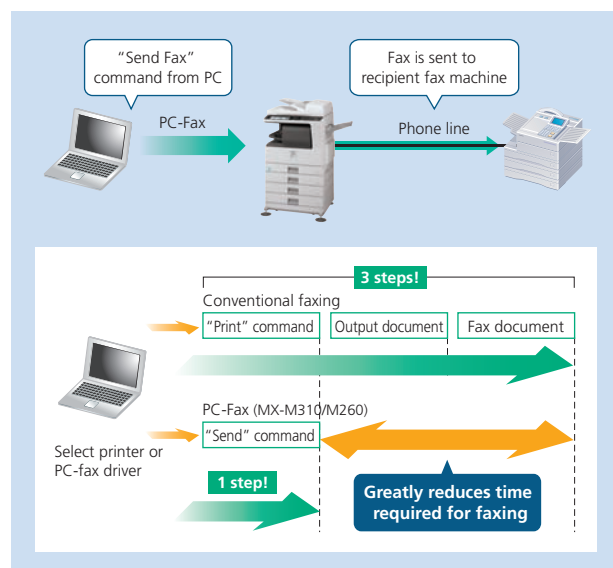 “Send Fax”
command from PC
Fax is sent to
recipient fax machine
PC-Fax
Phone line
3 steps!
Conventional faxing
“Print” command
Output document
Fax document
PC-Fax (MX-M310/M260)
“Send” command
Select printer or
PC-fax driver
1 step!
Greatly reduces time
required for faxing